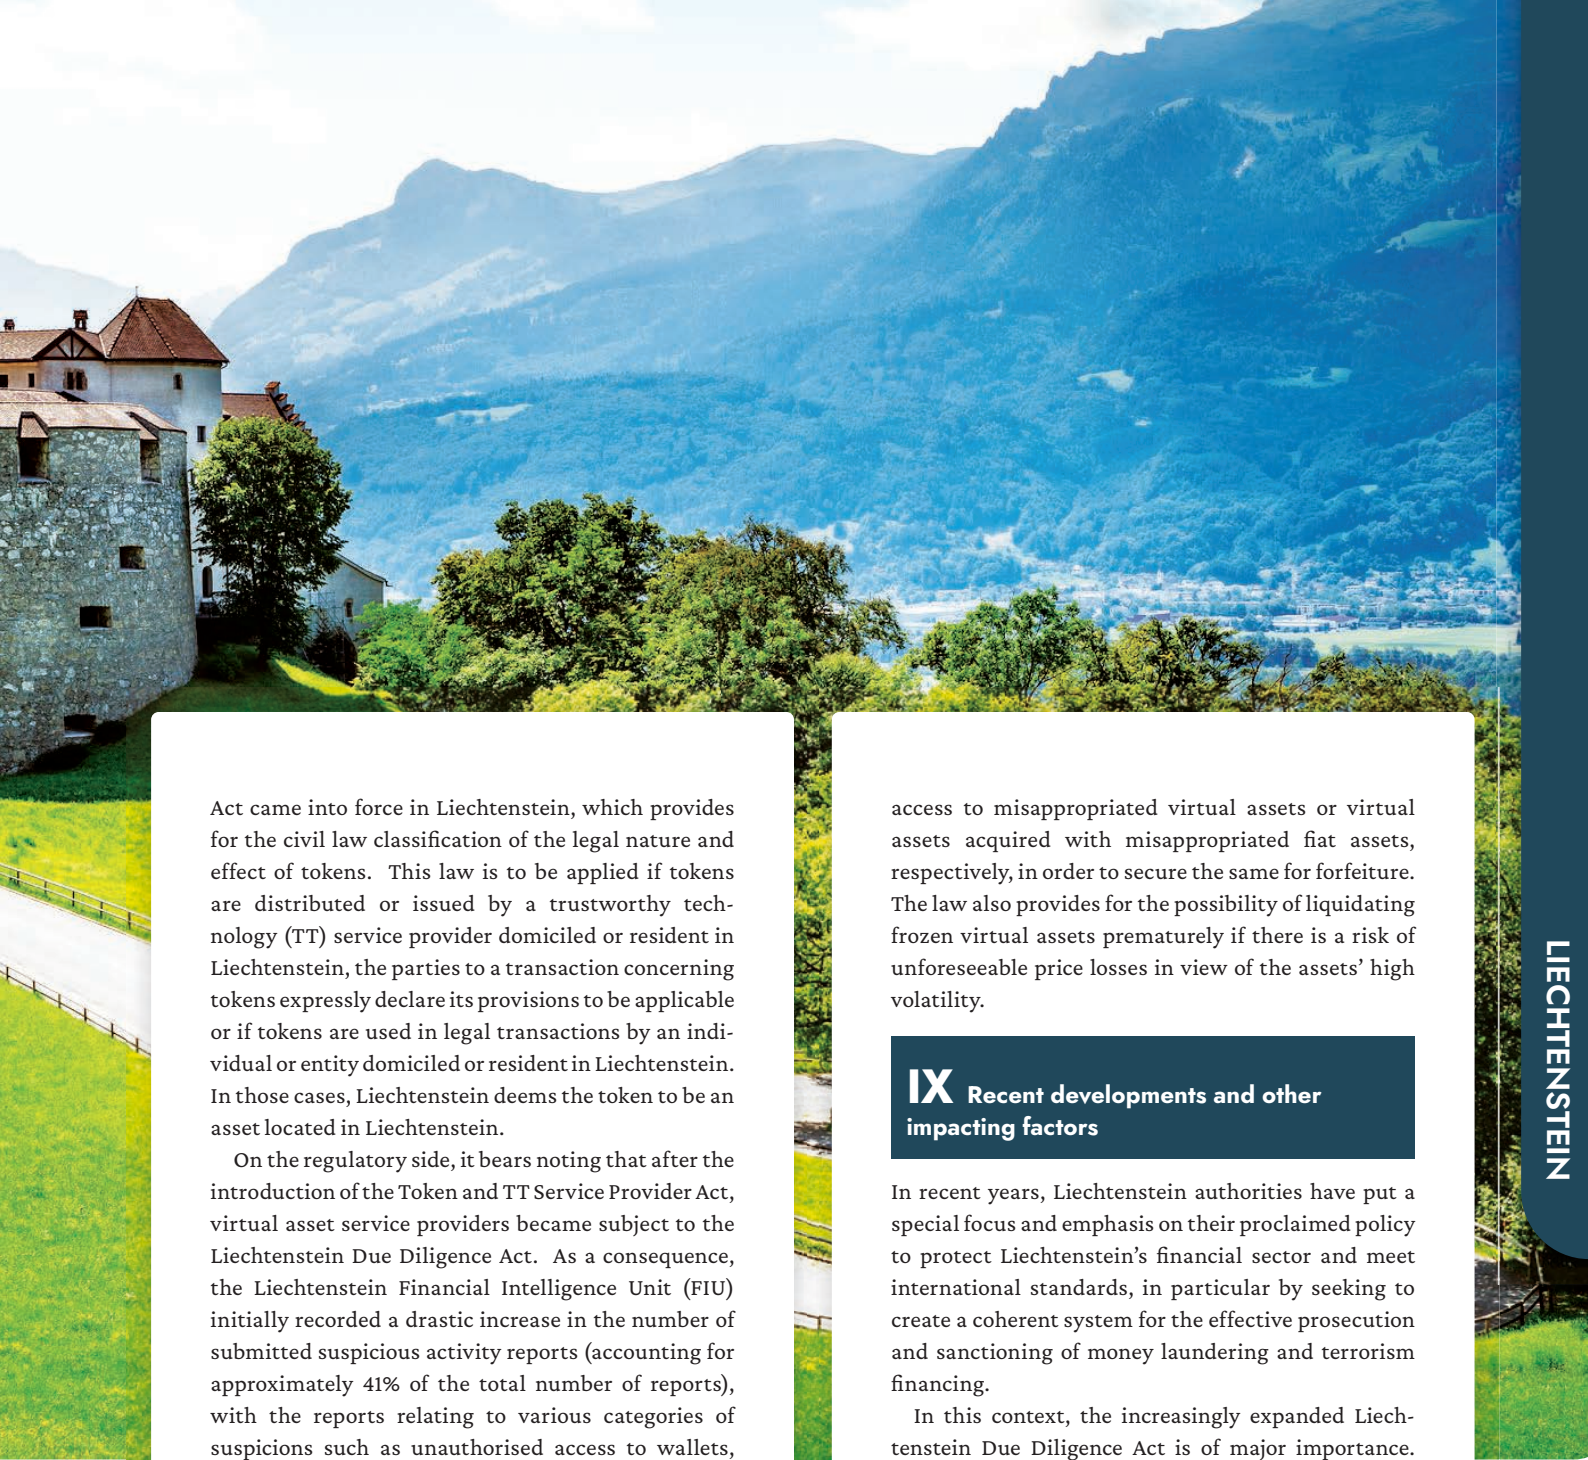 Act came into force in Liechtenstein, which provides
for the civil law classification of the legal nature and
effect of tokens.  This law is to be applied if tokens
are distributed or issued by a trustworthy tech-
nology (TT) service provider domiciled or resident in
Liechtenstein, the parties to a transaction concerning
tokens expressly declare its provisions to be applicable
or if tokens are used in legal transactions by an indi-
vidual or entity domiciled or resident in Liechtenstein.
In those cases, Liechtenstein deems the token to be an
asset located in Liechtenstein.
On the regulatory side, it bears noting that after the
introduction of the Token and TT Service Provider Act,
virtual asset service providers became subject to the
Liechtenstein Due Diligence Act.  As a consequence,
the Liechtenstein Financial Intelligence Unit (FIU)
initially recorded a drastic increase in the number of
submitted suspicious activity reports (accounting for
approximately 41% of the total number of reports),
with the reports relating to various categories of
suspicions such as unauthorised access to wallets,
access to misappropriated virtual assets or virtual
assets acquired with misappropriated fiat assets,
respectively, in order to secure the same for forfeiture.
The law also provides for the possibility of liquidating
frozen virtual assets prematurely if there is a risk of
unforeseeable price losses in view of the assets’ high
volatility.
IX Recent developments and other
impacting factors
In recent years, Liechtenstein authorities have put a
special focus and emphasis on their proclaimed policy
to protect Liechtenstein’s financial sector and meet
international standards, in particular by seeking to
create a coherent system for the effective prosecution
and sanctioning of money laundering and terrorism
financing.
In this context, the increasingly expanded Liech-
tenstein Due Diligence Act is of major importance.
LIECHTENSTEIN